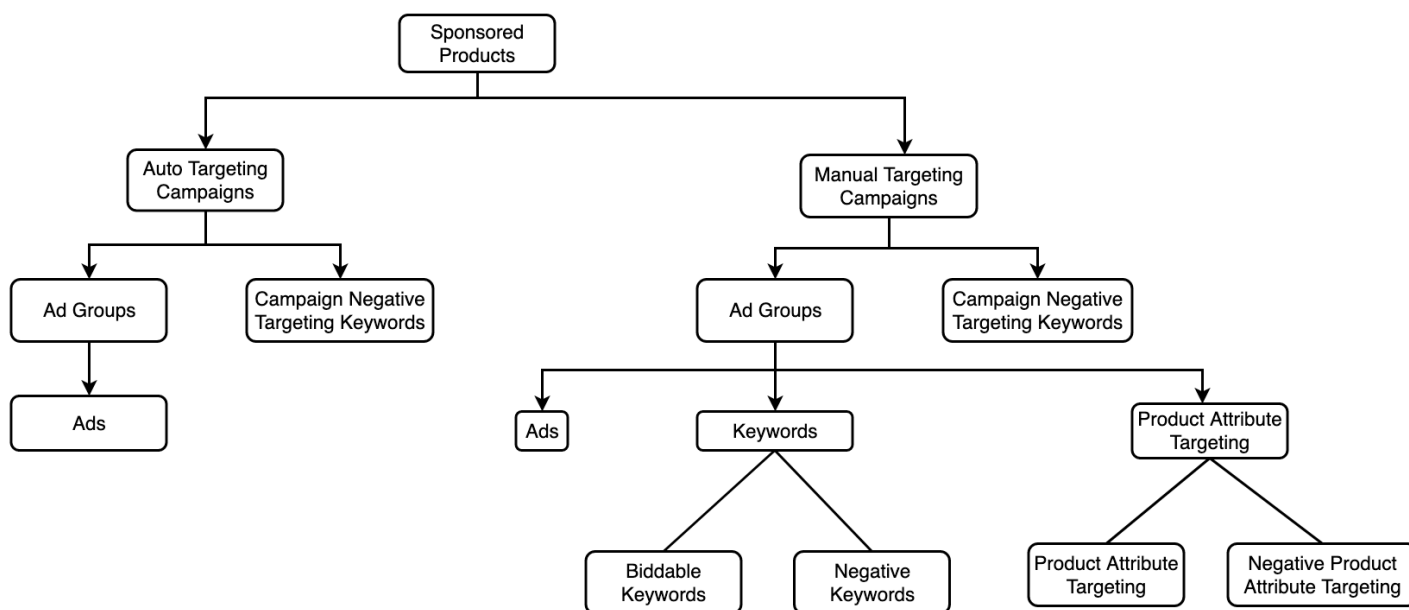 Sponsored
Products
Auto Targeting
Campaigns
Manual Targeting
Campaigns
Ad Groups
Campaign Negative
Targeting Keywords
Ad Groups
Campaign Negative
Targeting Keywords
Ads
Ads
Keywords
Product Attribute
Targeting
Biddable
Keywords
Negative
Keywords
Product Attribute
Targeting
Negative Product
Attribute Targeting